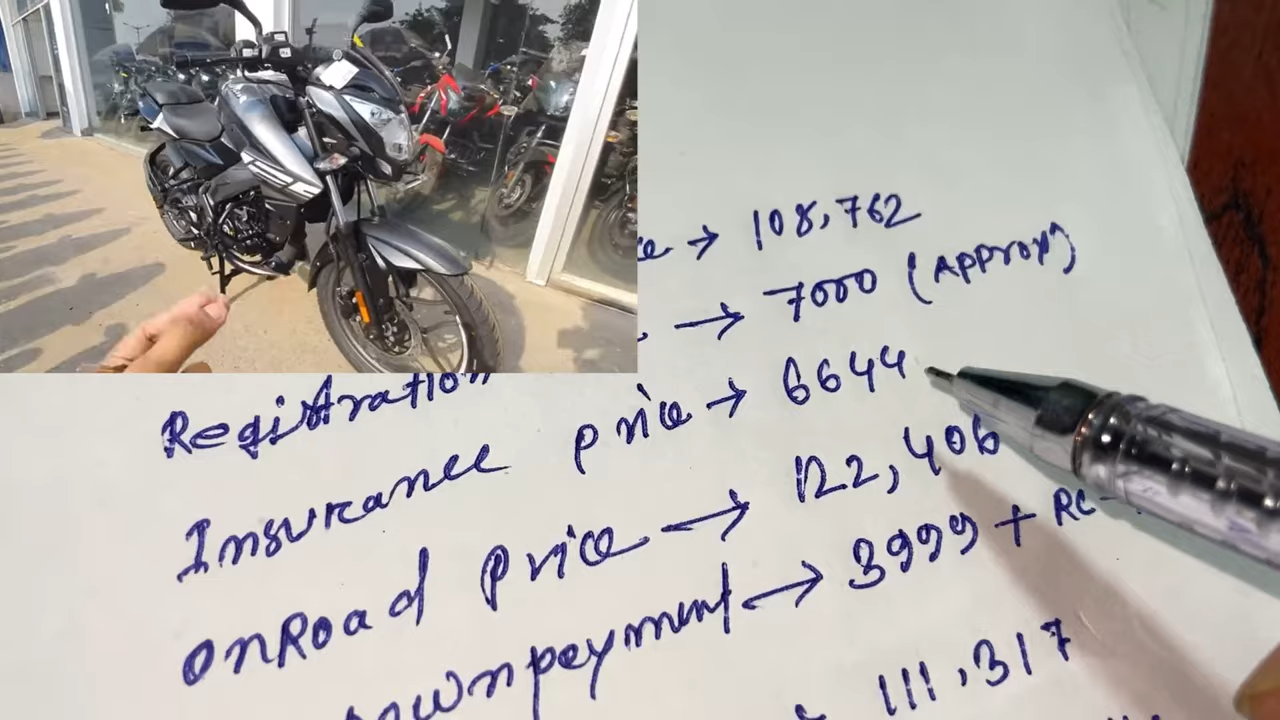 → 108,762
Registration → 7000 (Approx)
Insurance price → 6644
OnRoad price → 122,406
ownpeyment → 3999 + RC
111,317